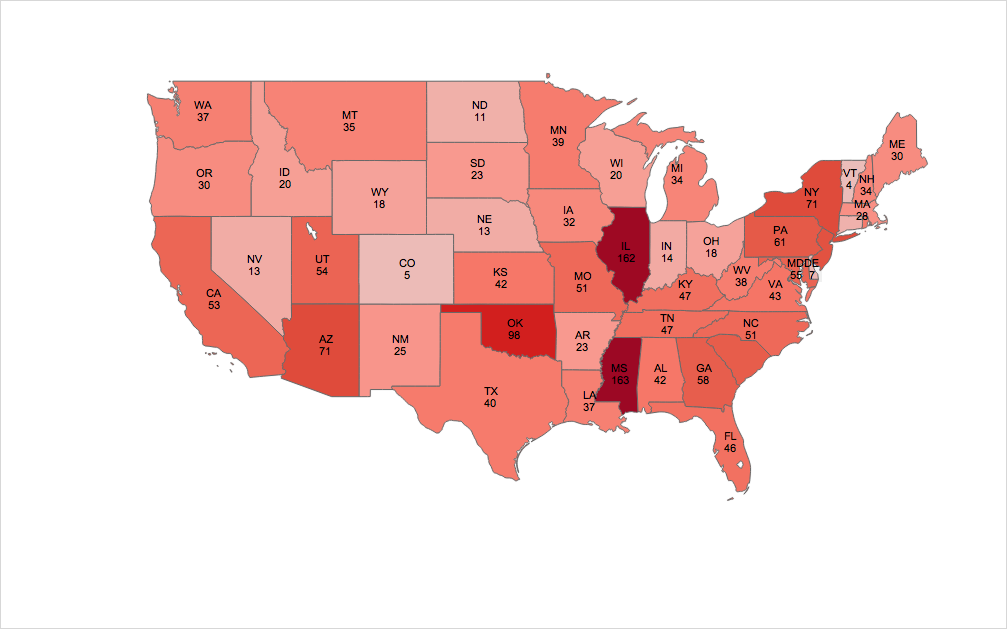 WA
37
MT
35
ND
11
MN
39
OR
30
ID
20
WY
18
SD
23
WI
20
MI
34
ME
30
VT
4
NH
34
NY
71
MA
28
NV
13
UT
54
CO
5
NE
13
IA
32
IL
162
IN
14
OH
18
PA
61
CA
53
KS
42
MO
51
KY
47
WV
38
MD
55
DE
7
VA
43
AZ
71
NM
25
OK
98
AR
23
TN
47
NC
51
TX
40
LA
37
MS
163
AL
42
GA
58
FL
46